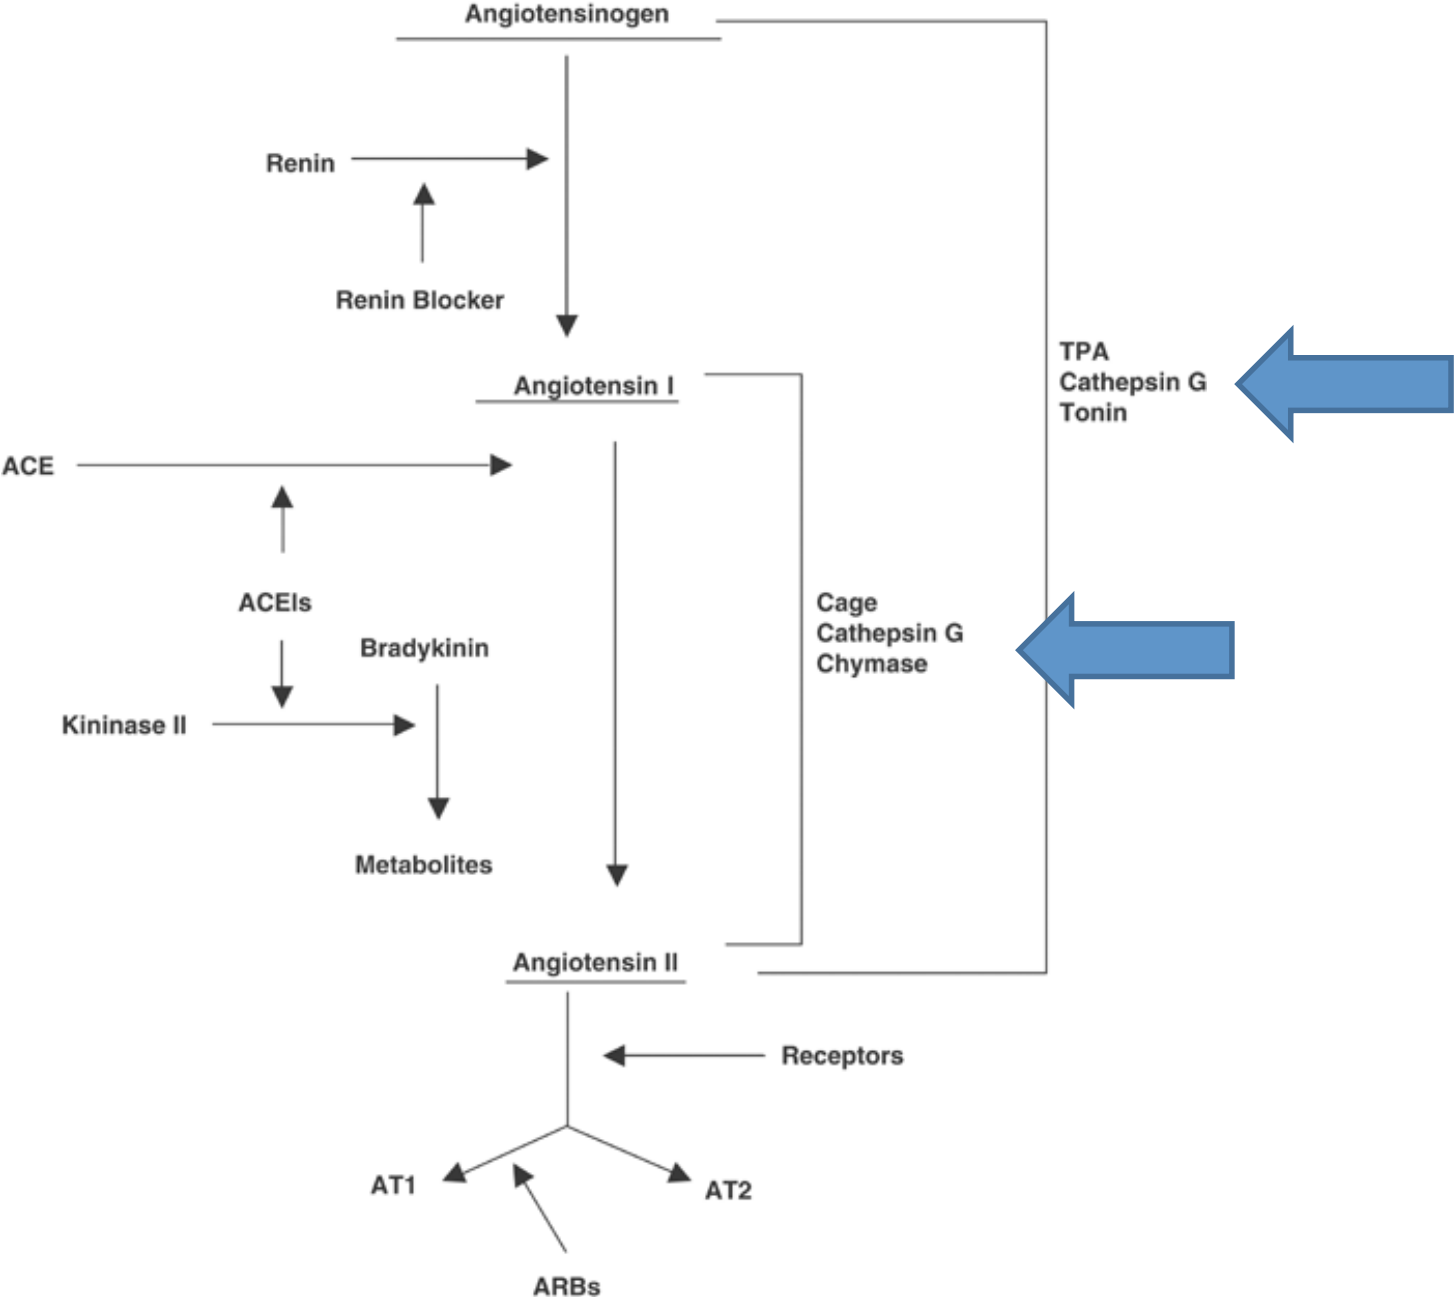 Angiotensinogen
Renin
Renin Blocker
TPA
Cathepsin G
Tonin
Angiotensin I
ACE
ACEIs
Cage
Cathepsin G
Chymase
Bradykinin
Kininase II
Metabolites
Angiotensin II
Receptors
AT1
AT2
ARBs